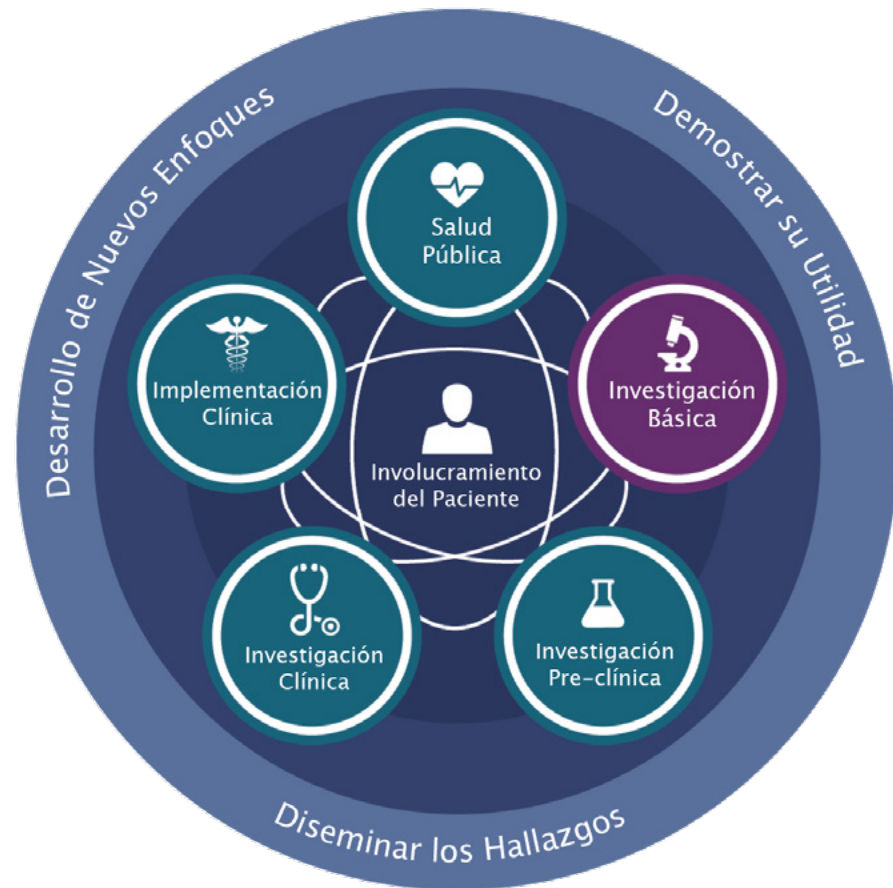 Desarrollo de Nuevos Enfoques
Demostrar su Utilidad
Salud
Pública
Implementación
Clínica
Investigación
Básica
Involucramiento
del Paciente
Investigación
Clínica
Investigación
Pre-clínica
Diseminar los Hallazgos